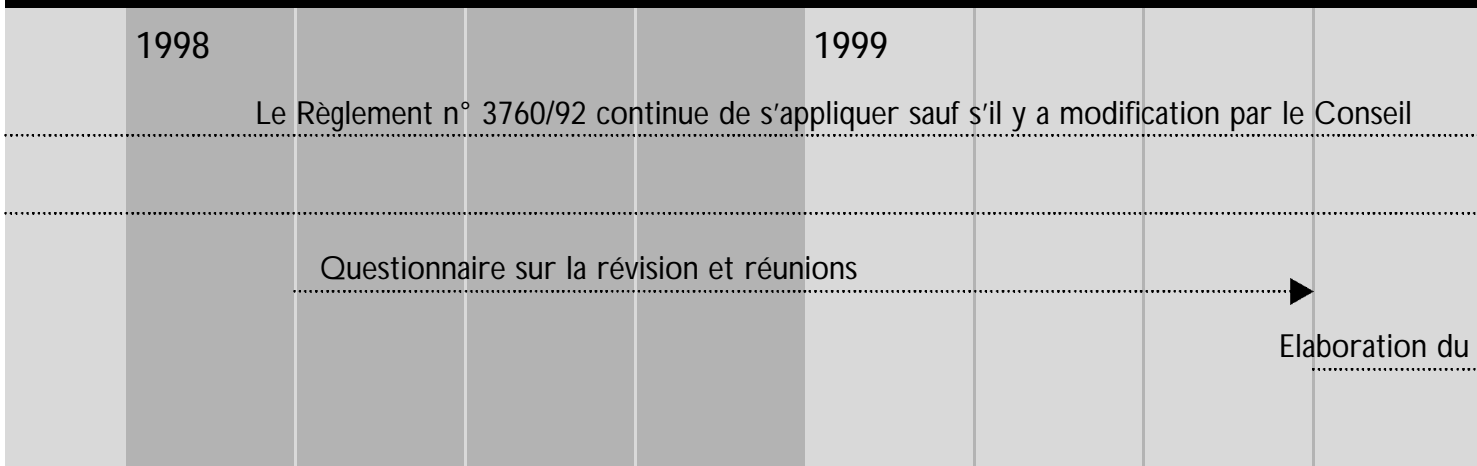 1998
1999
Le Règlement n° 3760/92 continue de s'appliquer sauf s'il y a modification par le Conseil
Questionnaire sur la révision et réunions
Elaboration du